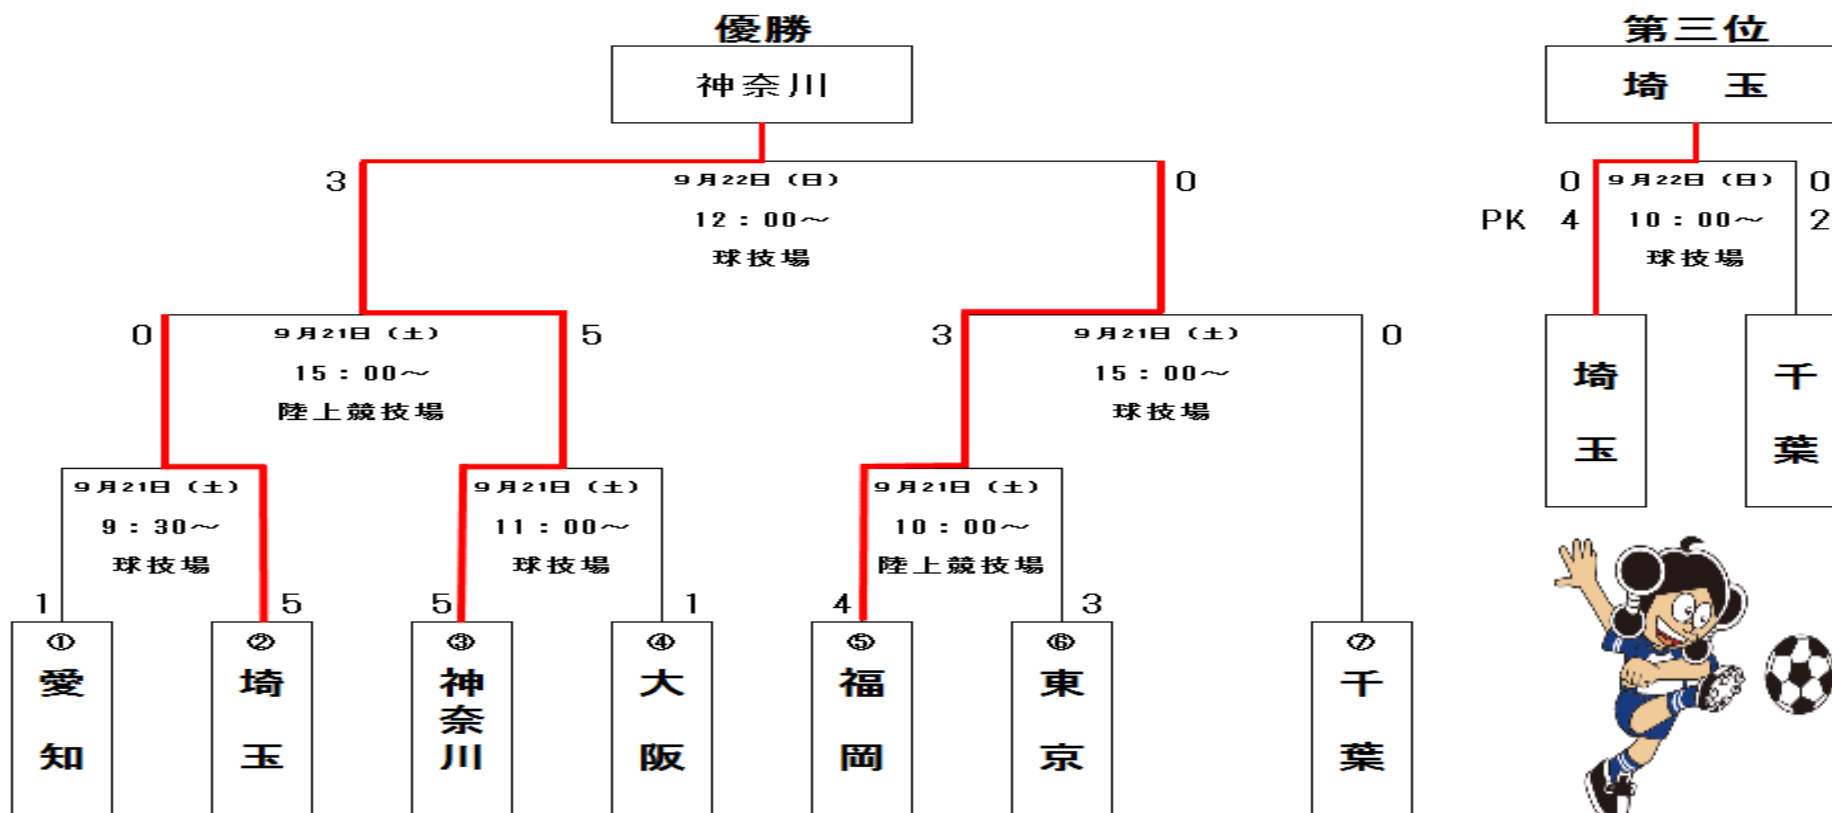 優勝
第三位
神奈川
埼 玉
3
9月22日（日）
0
0
9月22日（日）
0
12：00～
PK 4
10：00～
2
球技場
球技場
0
9月21日（土）
5
3
9月21日（土）
0
15：00～
15：00～
陸上競技場
球技場
埼玉
千葉
9月21日（土）
9月21日（土）
9月21日（土）
9：30～
11：00～
10：00～
球技場
球技場
陸上競技場
1
5
5
1
4
3
①
②
③
④
⑤
⑥
⑦
愛知
埼玉
神奈川
大阪
福岡
東京
千葉